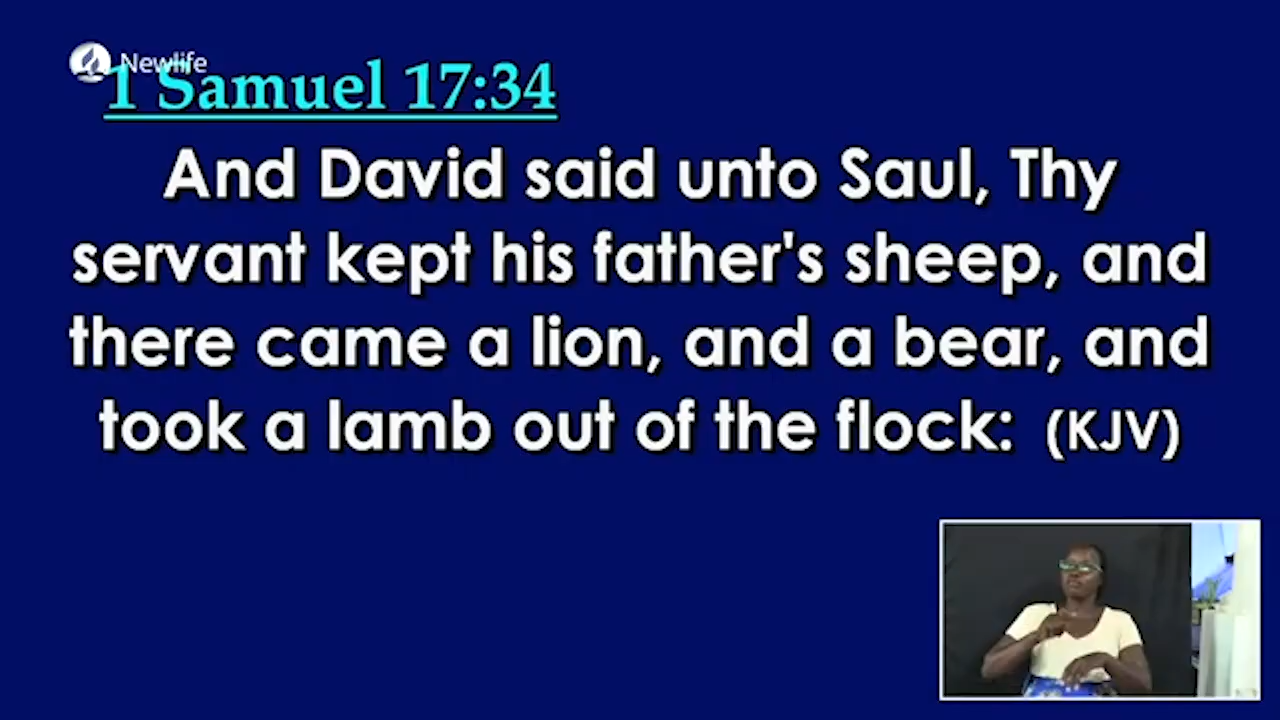 Newlife
1 Samuel 17:34
And David said unto Saul, Thy
servant kept his father's sheep, and
there came a lion, and a bear, and
took a lamb out of the flock: (KJV)